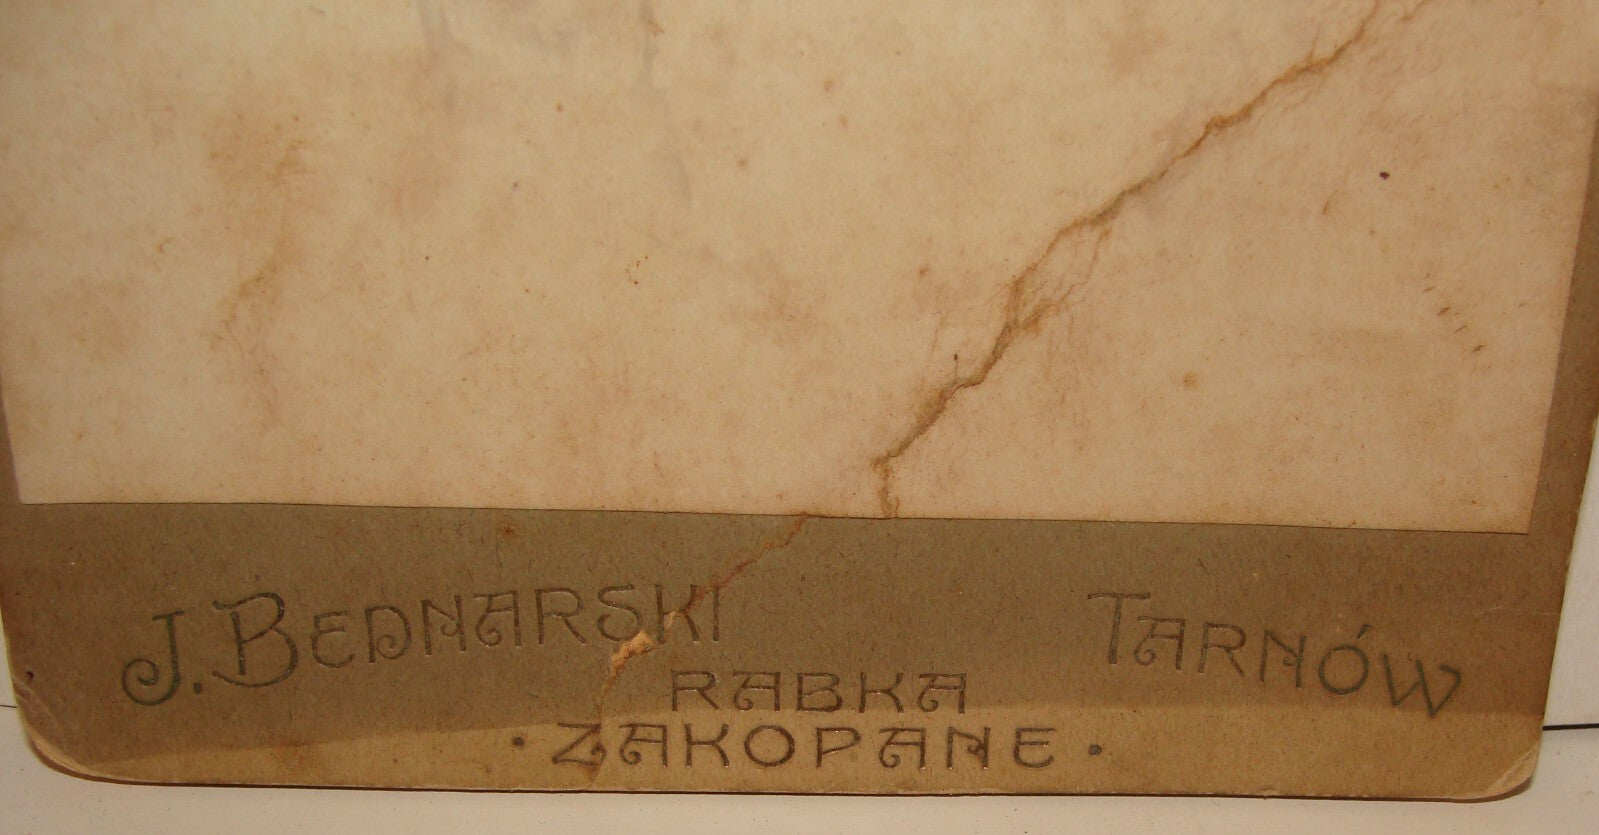 J. BEDNARSKI TARNÓW
RABKA
· ZAKOPANE ·